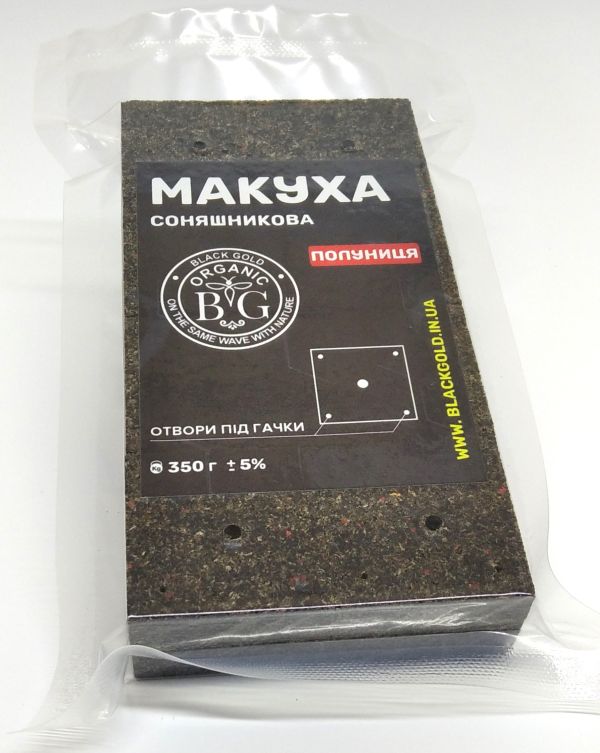 МАКУХА
СОНЯШНИКОВА
ПОЛУНИЦЯ
BLACK GOLD
ORGANIC
BG
ON THE SAME WAVE WITH NATURE
WWW. BLACKGOLD.IN.UA
ОТВОРИ ПІД ГАЧКИ
Kg 350 г ± 5%